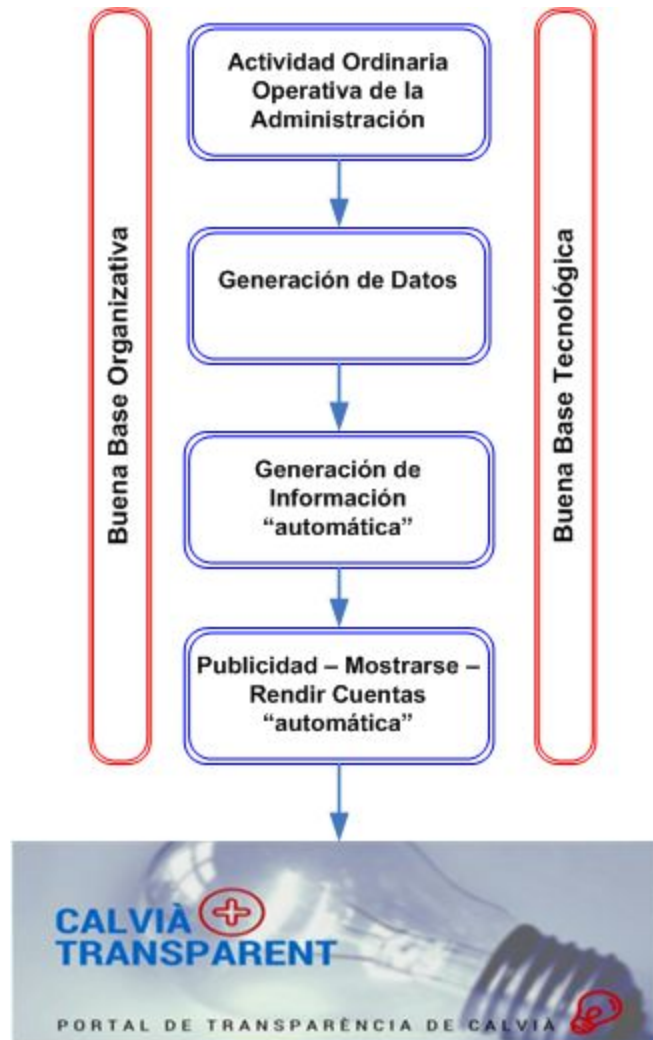 Actividad Ordinaria
Operativa de la
Administración
Buena Base Organizativa
Buena Base Tecnológica
Generación de Datos
Generación de
Información
“automática”
Publicidad – Mostrarse –
Rendir Cuentas
“automática”
CALVIÀ
TRANSPARENT
PORTAL DE TRANSPARÈNCIA DE CALVIÀ